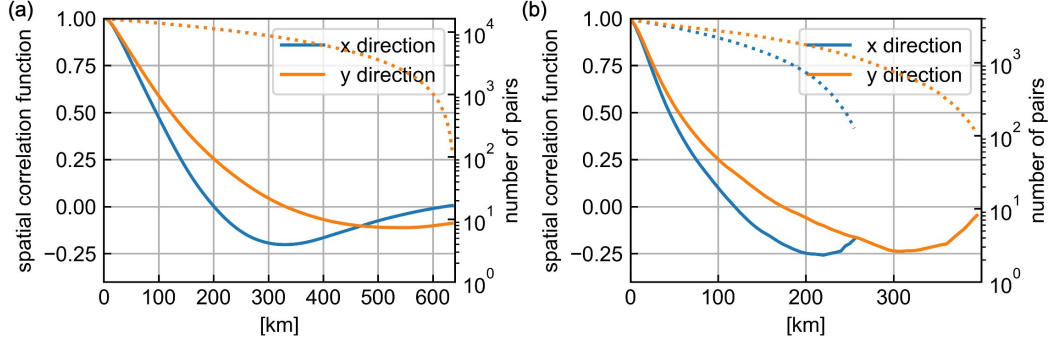 (a)
1.00
0.75
0.50
0.25
0.00
−0.25
spatial correlation function
x direction
y direction
10^4
10^3
10^2
10^1
10^0
number of pairs
0 100 200 300 400 500 600
[km]
(b)
1.00
0.75
0.50
0.25
0.00
−0.25
spatial correlation function
x direction
y direction
10^3
10^2
10^1
10^0
number of pairs
0 100 200 300
[km]